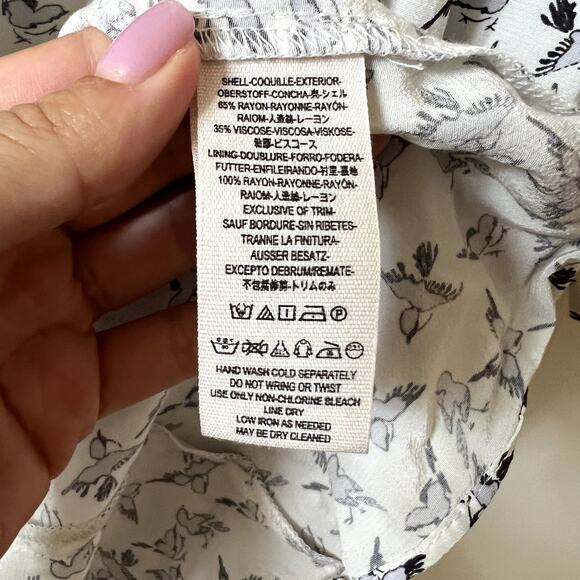 SHELL-COQUILLE-EXTERIOR-
OBERSTOFF-CONCHA-表-シェル
65% RAYON-RAYONNE-RAYÓN-
RAIOM-人造絲-レーヨン
35% VISCOSE-VISCOSA-VISKOSE-
粘膠-ビスコース
LINING-DOUBLURE-FORRO-FODERA-
FUTTER-ENFILEIRANDO-衬里-裏地
100% RAYON-RAYONNE-RAYÓN-
RAIOM-人造絲-レーヨン
EXCLUSIVE OF TRIM-
SAUF BORDURE-SIN RIBETES-
TRANNE LA FINITURA-
AUSSER BESATZ-
EXCEPTO DEBRUM/REMATE-
不包括修剪-トリムのみ
HAND WASH COLD SEPARATELY
DO NOT WRING OR TWIST
USE ONLY NON-CHLORINE BLEACH
LINE DRY
LOW IRON AS NEEDED
MAY BE DRY CLEANED